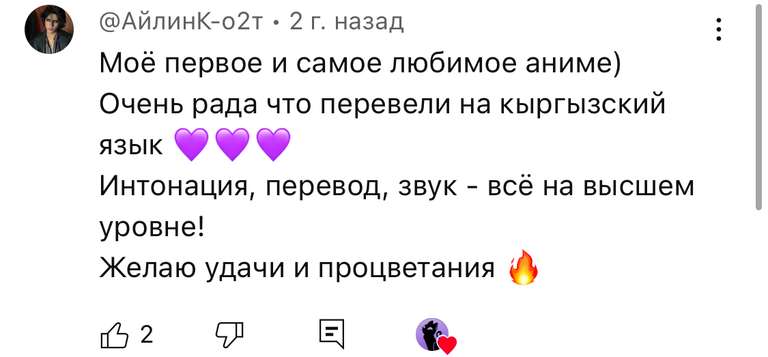 @АйлинК-о2т • 2 г. назад
Моё первое и самое любимое аниме)
Очень рада что перевели на кыргызский
язык 💜💜💜
Интонация, перевод, звук - всё на высшем
уровне!
Желаю удачи и процветания 🔥
2